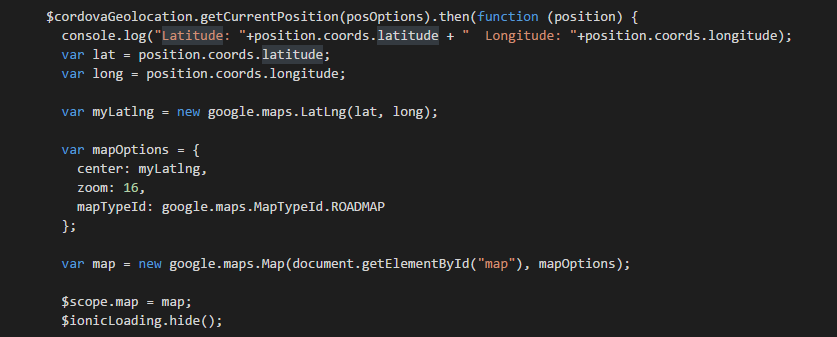 $cordovaGeolocation.getCurrentPosition(posOptions).then(function (position) {
console.log("Latitude: "+position.coords.latitude + "  Longitude: "+position.coords.longitude);
var lat = position.coords.latitude;
var long = position.coords.longitude;
var myLatlng = new google.maps.LatLng(lat, long);
var mapOptions = {
center: myLatlng,
zoom: 16,
mapTypeId: google.maps.MapTypeId.ROADMAP
};
var map = new google.maps.Map(document.getElementById("map"), mapOptions);
$scope.map = map;
$ionicLoading.hide();